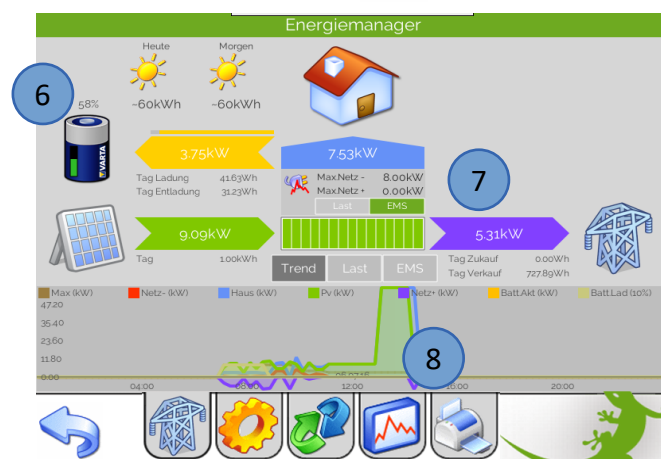 Energiemanager
Heute Morgen
6
58% ~60kWh ~60kWh
VARTA
3.75kW 7.53kW
Tag Ladung 41.63Wh
Tag Entladung 31.23Wh
Max.Netz - 8.00kW
Max.Netz + 0.00kW
Last EMS
7
9.09kW 5.31kW
Tag 1.00kWh
Tag Zukauf 0.00Wh
Tag Verkauf 727.89Wh
Trend Last EMS
Max (kW) Netz- (kW) Haus (kW) Pv (kW) Netz+ (kW) Batt.Akt (kW) Batt.Lad (10%)
47.20
35.40
23.60
11.80
0.00
8
04:00 08:00 12:00 16:00 20:00